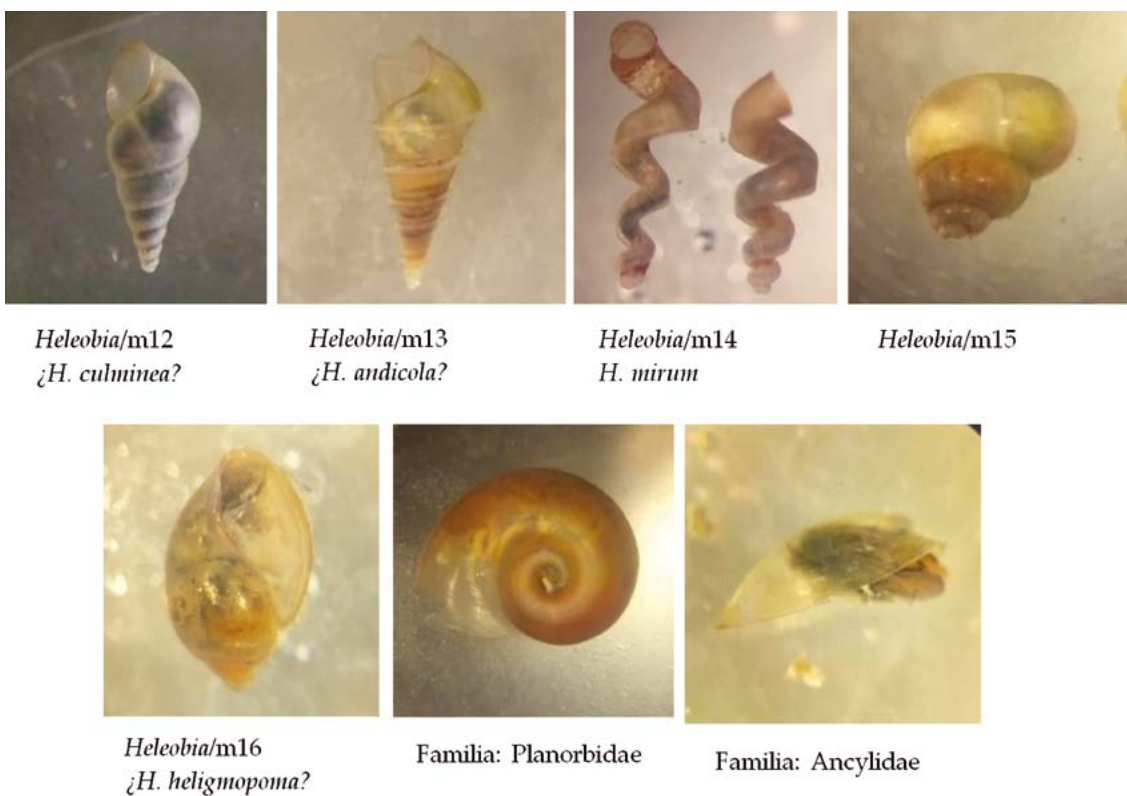 Heleobia/m12
¿H. culminea?
Heleobia/m13
¿H. andicola?
Heleobia/m14
H. mirum
Heleobia/m15
Heleobia/m16
¿H. heligmopoma?
Familia: Planorbidae
Familia: Ancylidae